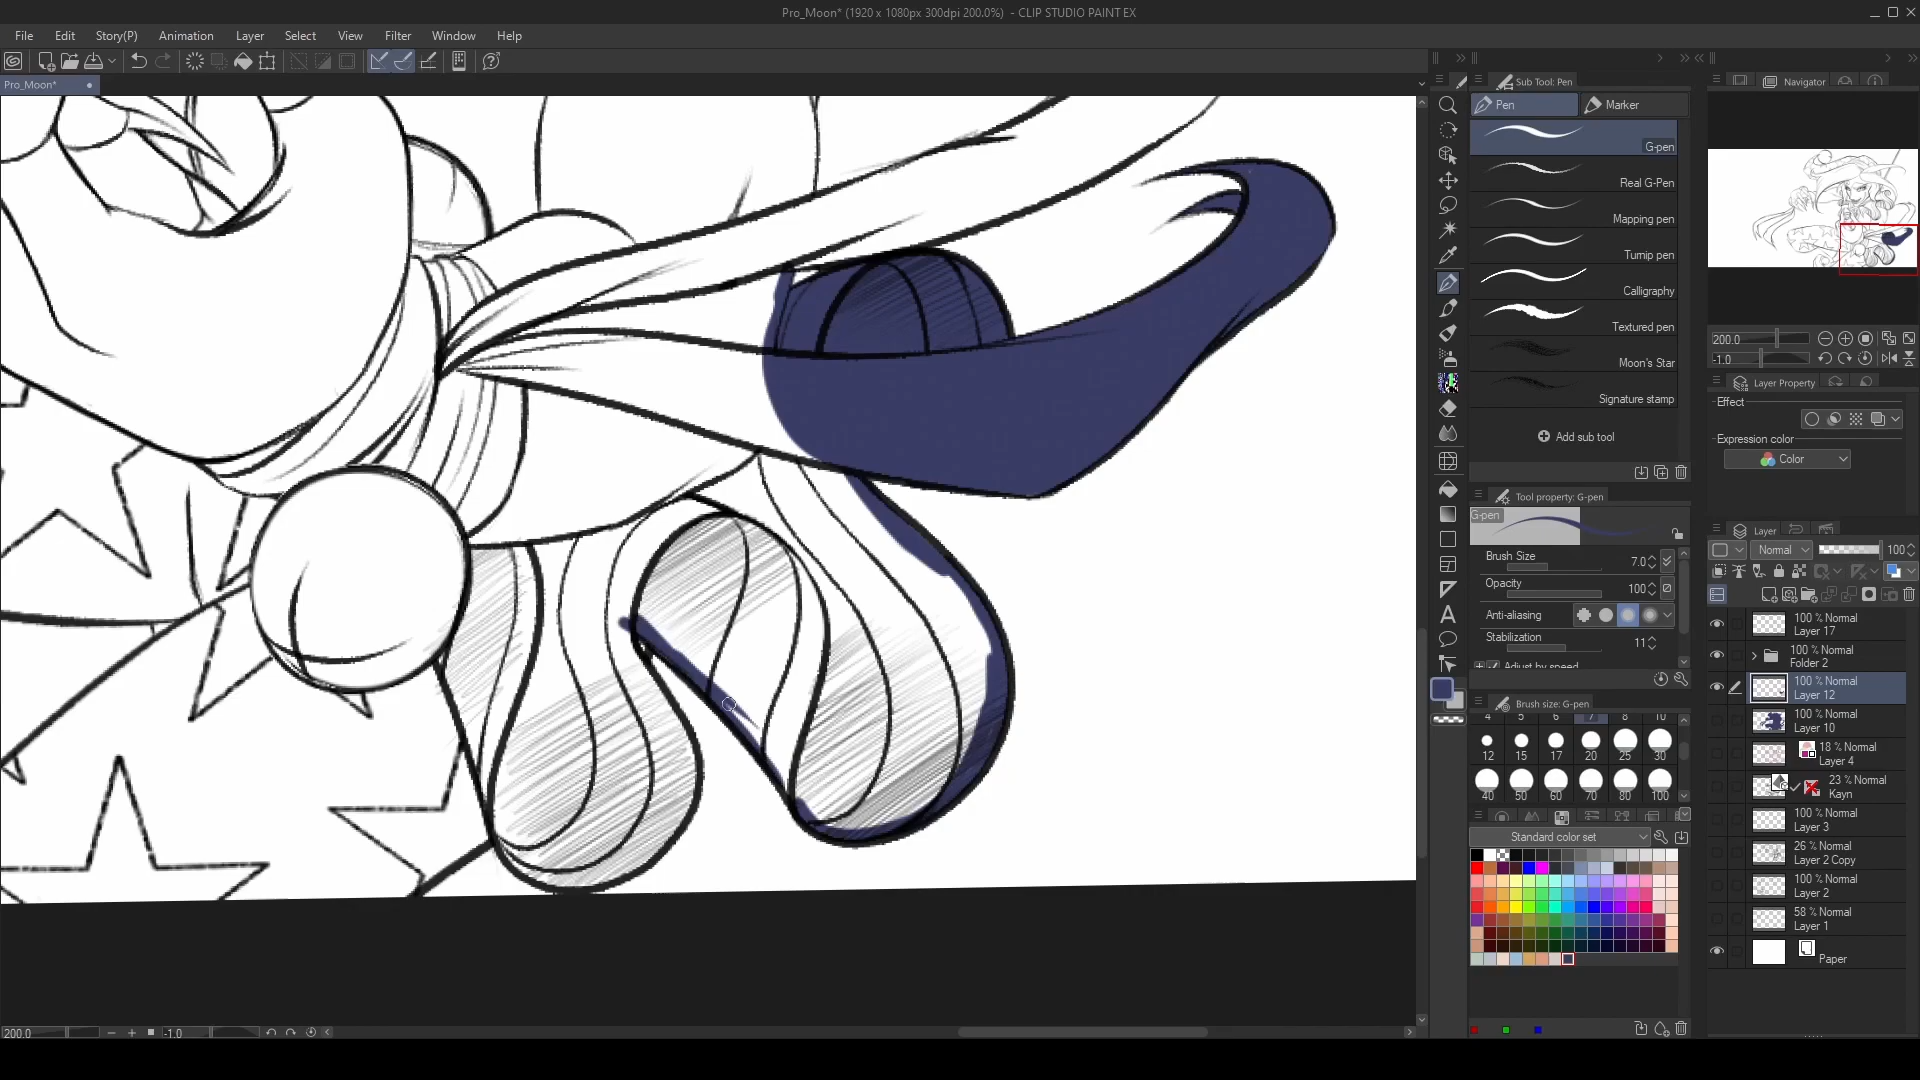 Pro_Moon* (1920 x 1080px 300dpi 200.0%) - CLIP STUDIO PAINT EX
File Edit Story(P) Animation Layer Select View Filter Window Help
Pro_Moon*
Sub Tool: Pen
Pen
Marker
G-pen
Real G-Pen
Mapping pen
Turnip pen
Calligraphy
Textured pen
Moon's Star
Signature stamp
Add sub tool
Tool property: G-pen
G-pen
Brush Size 7.0
Opacity 100
Anti-aliasing
Stabilization 11
Adjust by speed
Brush size: G-pen
4 5 6 7 8 10
12 15 17 20 25 30
40 50 60 70 80 100
Standard color set
Navigator
200.0
-1.0
Layer Property
Effect
Expression color
Color
Layer
Normal 100
100 % Normal
Layer 17
100 % Normal
Folder 2
100 % Normal
Layer 12
100 % Normal
Layer 10
18 % Normal
Layer 4
23 % Normal
Kayn
100 % Normal
Layer 3
26 % Normal
Layer 2 Copy
100 % Normal
Layer 2
58 % Normal
Layer 1
Paper
200.0
-1.0